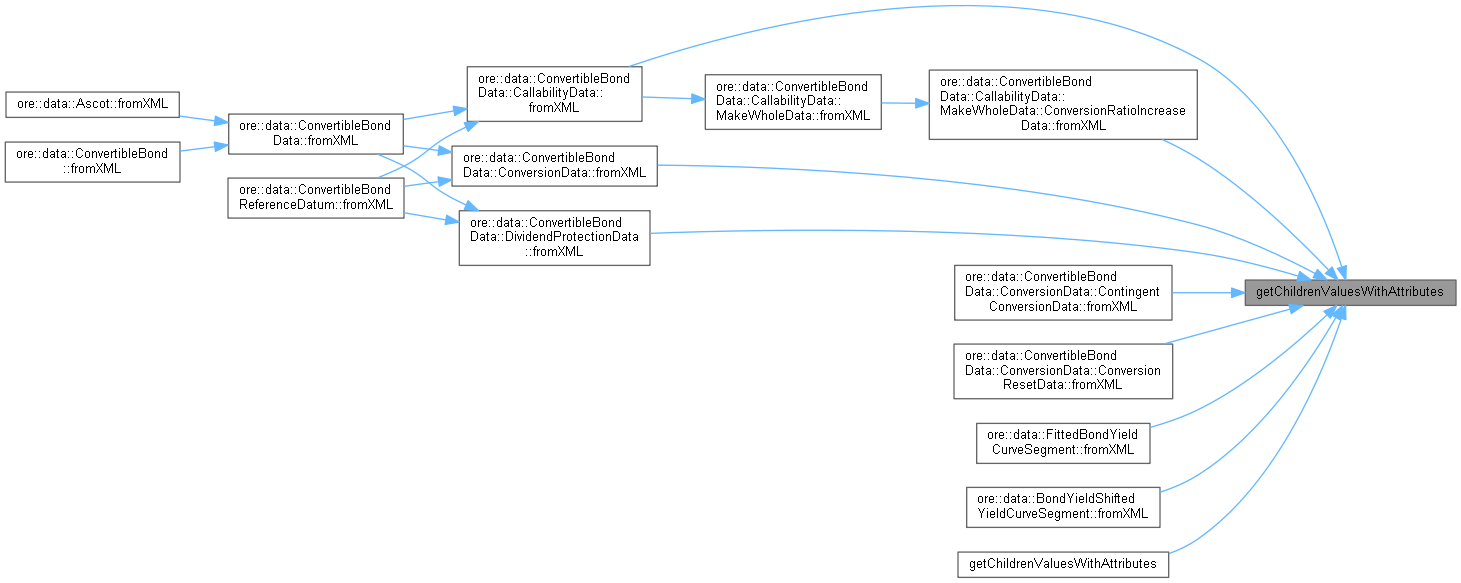 ore::data::Ascot::fromXML
ore::data::ConvertibleBond
::fromXML
ore::data::ConvertibleBond
Data::fromXML
ore::data::ConvertibleBond
ReferenceDatum::fromXML
ore::data::ConvertibleBond
Data::CallabilityData::
fromXML
ore::data::ConvertibleBond
Data::ConversionData::fromXML
ore::data::ConvertibleBond
Data::DividendProtectionData
::fromXML
ore::data::ConvertibleBond
Data::CallabilityData::
MakeWholeData::fromXML
ore::data::ConvertibleBond
Data::CallabilityData::
MakeWholeData::ConversionRatioIncrease
Data::fromXML
ore::data::ConvertibleBond
Data::ConversionData::Contingent
ConversionData::fromXML
ore::data::ConvertibleBond
Data::ConversionData::Conversion
ResetData::fromXML
ore::data::FittedBondYield
CurveSegment::fromXML
ore::data::BondYieldShifted
YieldCurveSegment::fromXML
getChildrenValuesWithAttributes
getChildrenValuesWithAttributes